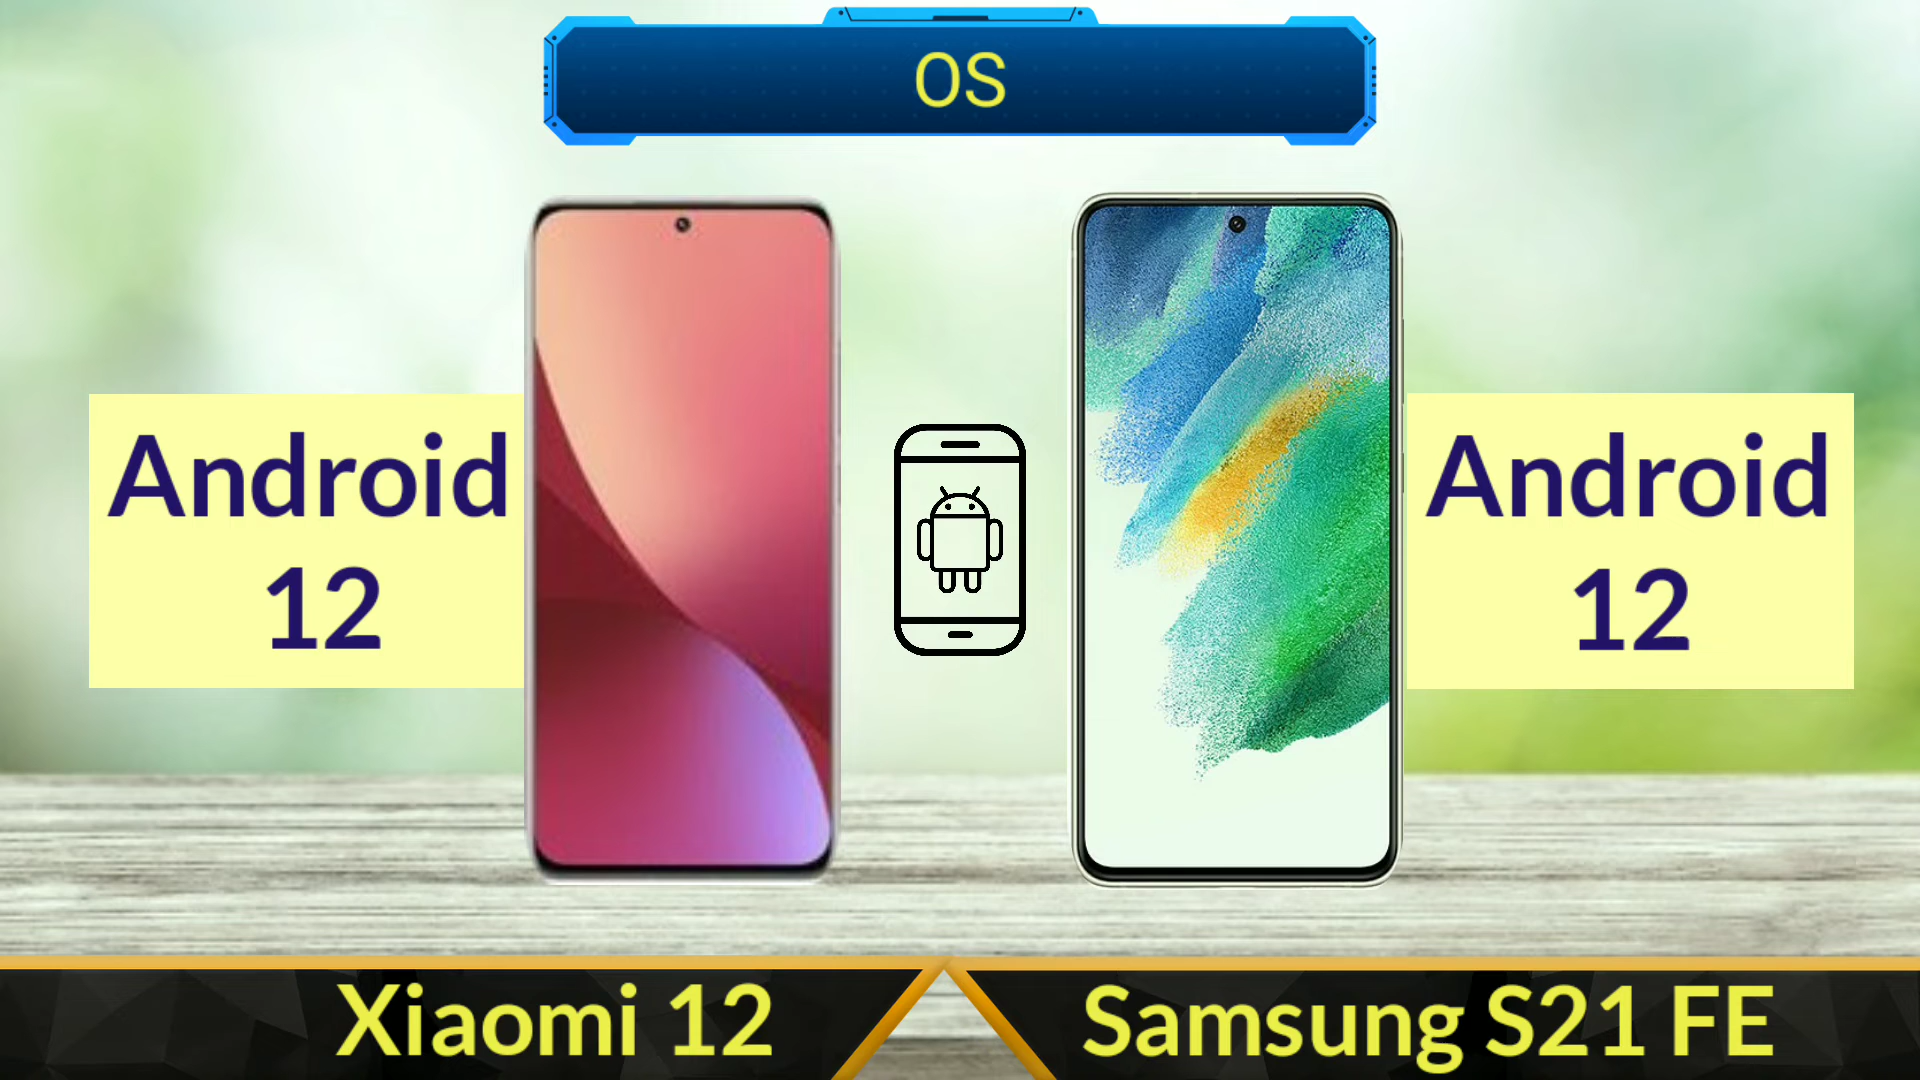 OS
Android
12
Android
12
Xiaomi 12
Samsung S21 FE